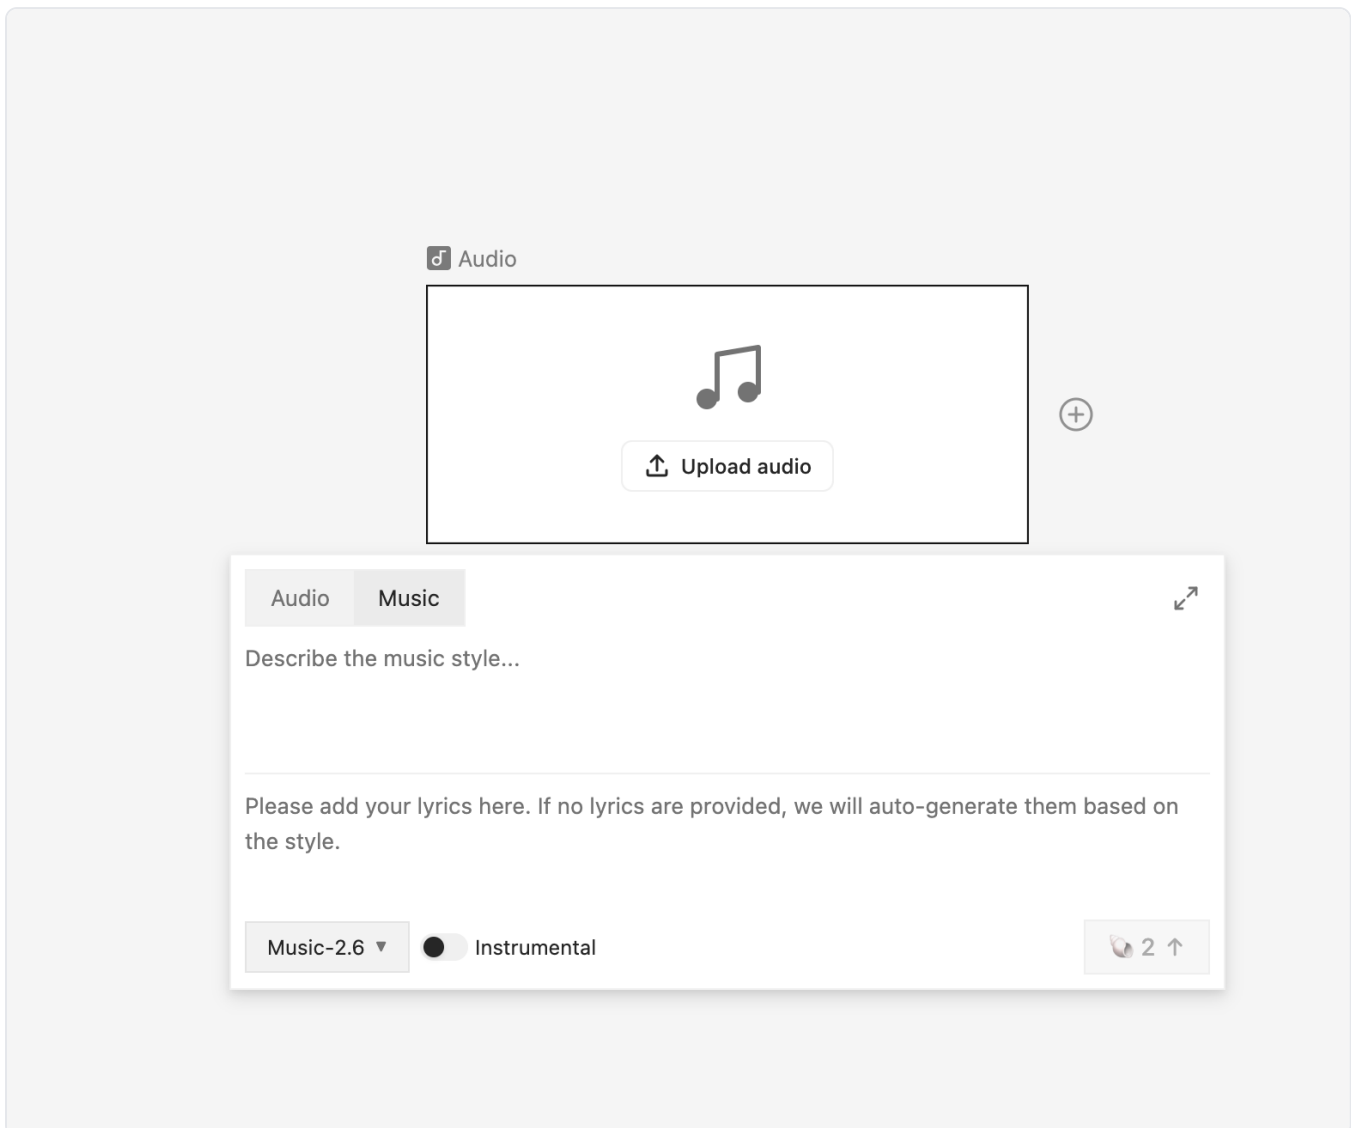 Audio
Upload audio
Audio
Music
Describe the music style...
Please add your lyrics here. If no lyrics are provided, we will auto-generate them based on
the style.
Music-2.6
Instrumental
2